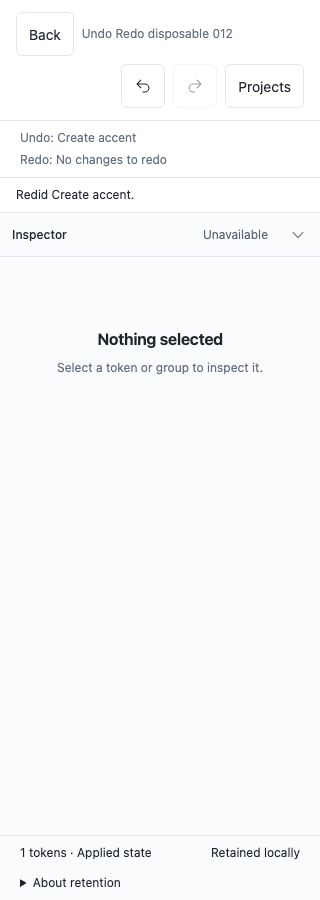 Back
Undo Redo disposable 012
Projects
Undo: Create accent
Redo: No changes to redo
Redid Create accent.
Inspector
Unavailable
Nothing selected
Select a token or group to inspect it.
1 tokens · Applied state
Retained locally
About retention